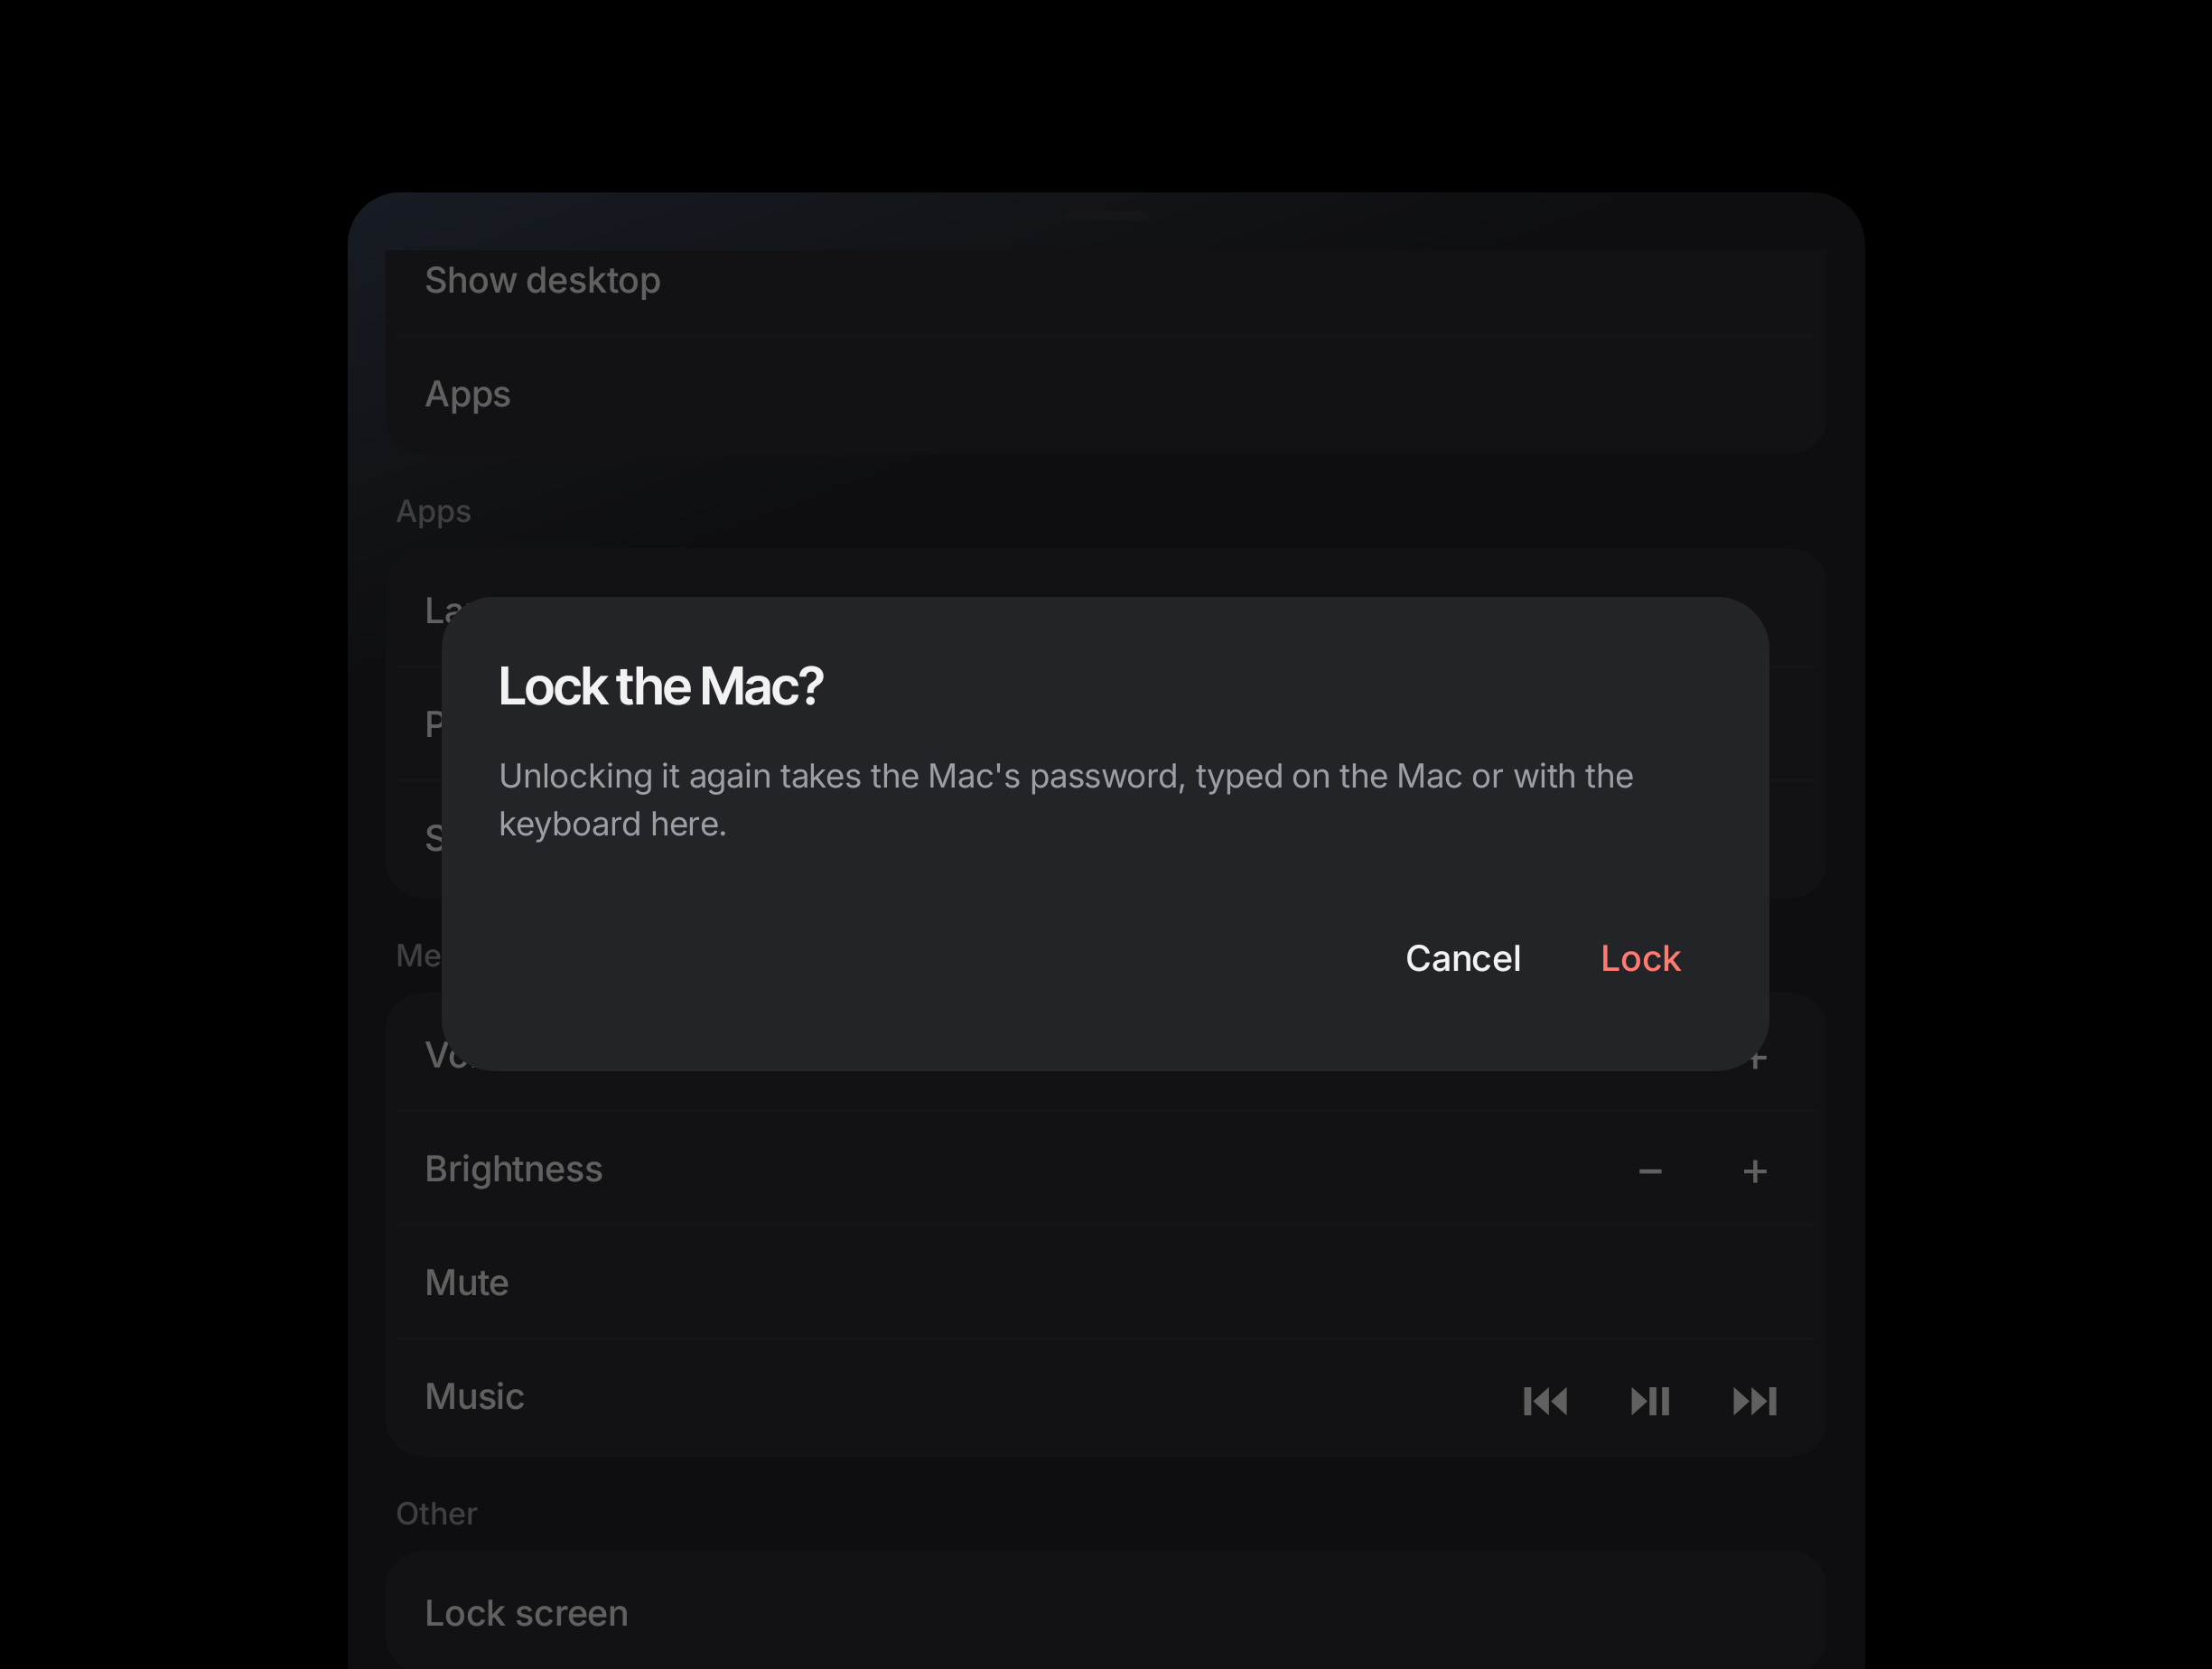 Show desktop
Apps
Apps
Lock the Mac?
Unlocking it again takes the Mac's password, typed on the Mac or with the
keyboard here.
Cancel
Lock
Brightness − +
Mute
Music
Other
Lock screen